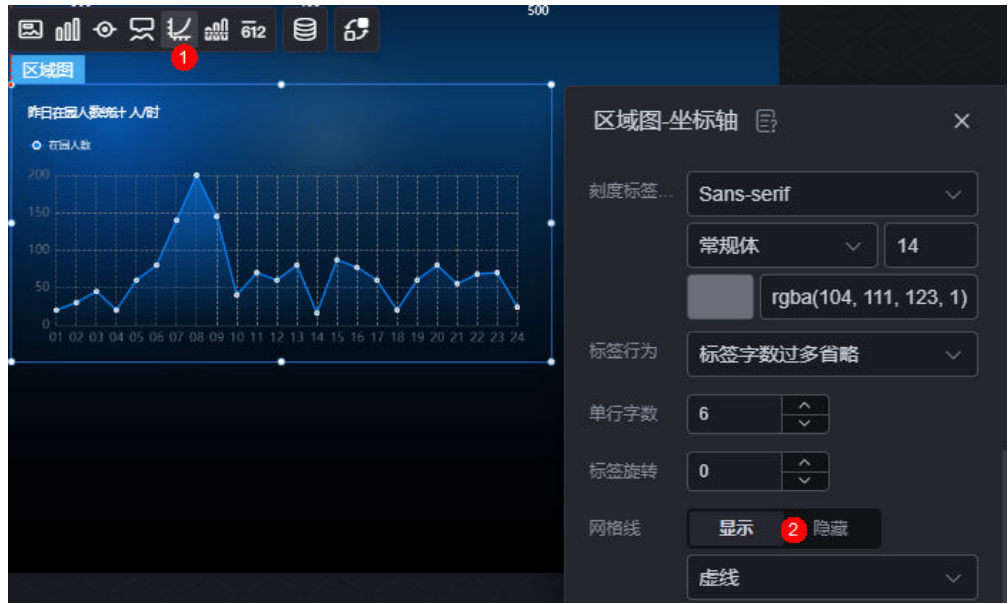 500
612
1
区域图
昨日在园人数统计 人/时
在园人数
200
150
100
50
0
01 02 03 04 05 06 07 08 09 10 11 12 13 14 15 16 17 18 19 20 21 22 23 24
区域图-坐标轴
刻度标签... Sans-serif
常规体 14
rgba(104, 111, 123, 1)
标签行为 标签字数过多省略
单行字数 6
标签旋转 0
网格线 显示 2 隐藏
虚线